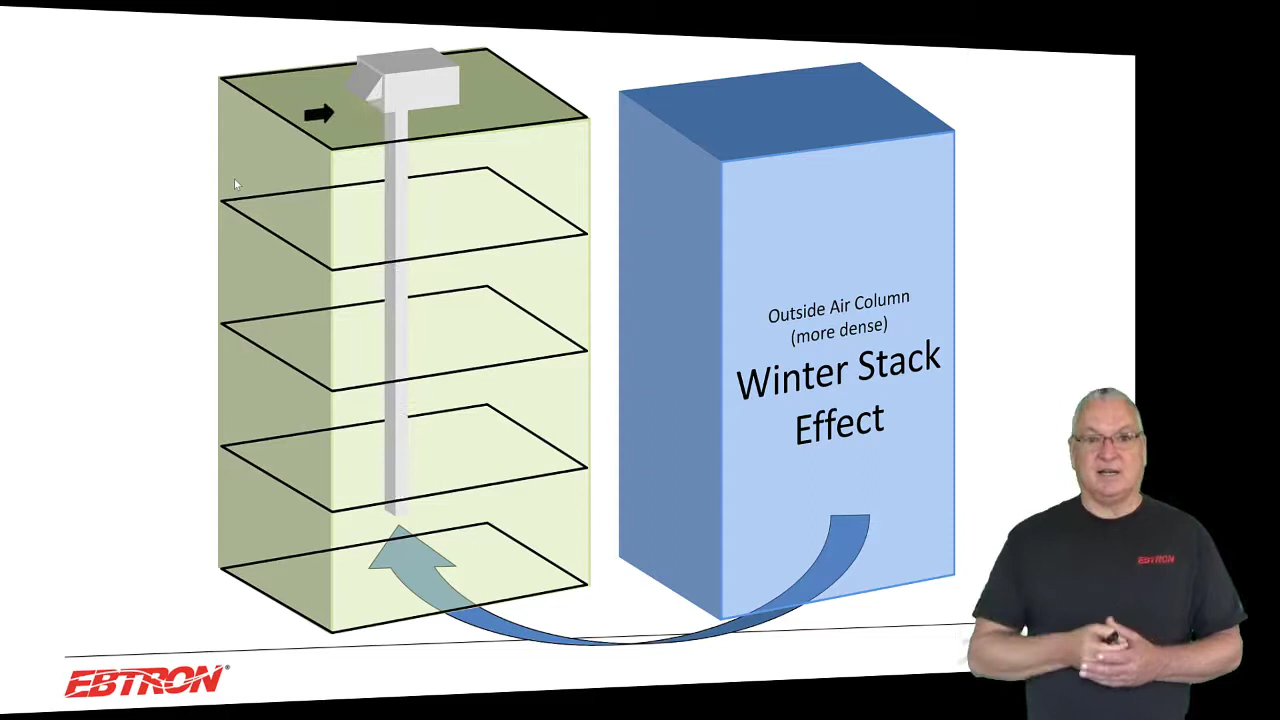 Outside Air Column
(more dense)
Winter Stack
Effect
EBTRON®
EBTRON